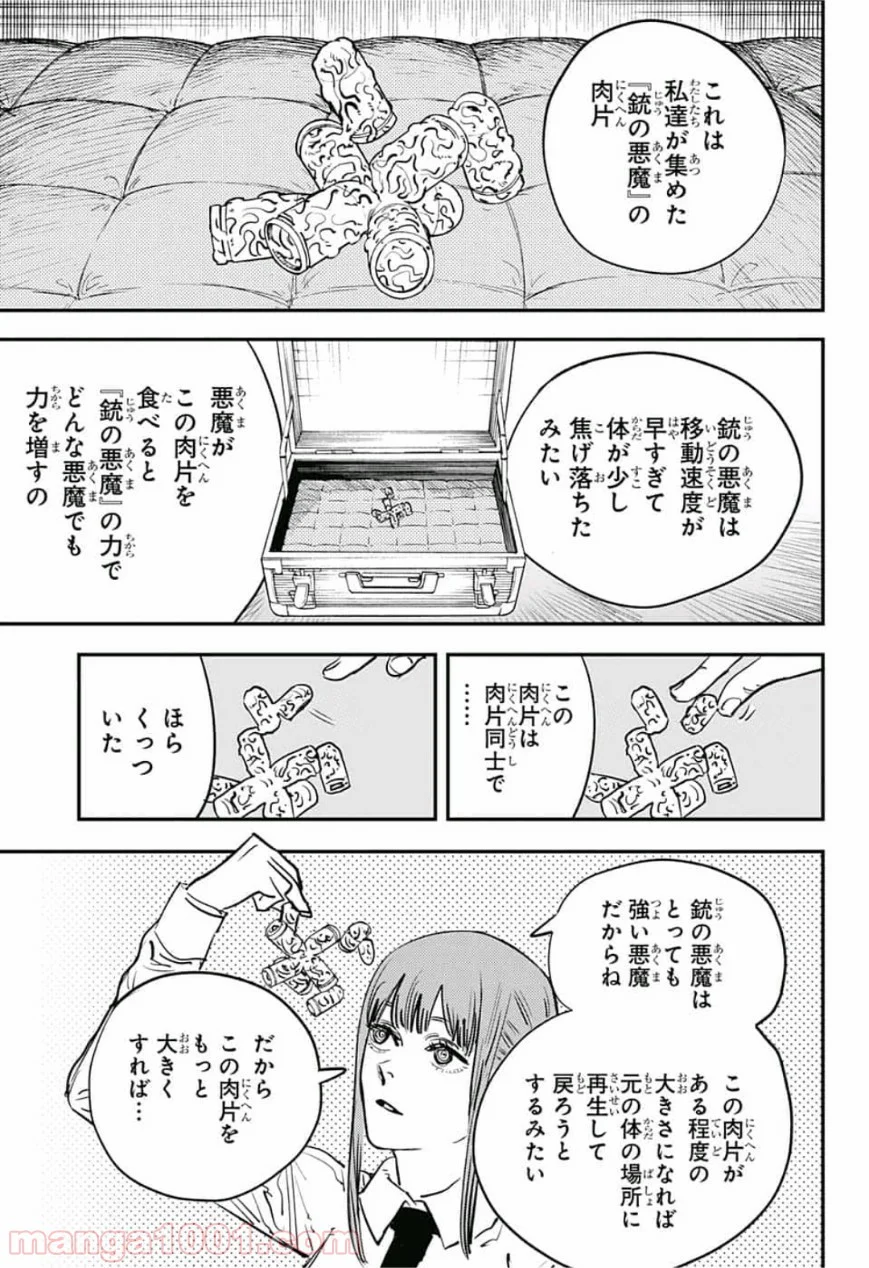 これは
私達が集めた
『銃の悪魔』の
肉片
銃の悪魔は
移動速度が
早すぎて
体が少し
焦げ落ちた
みたい
悪魔が
この肉片を
食べると
『銃の悪魔』の力で
どんな悪魔でも
力を増すの
この
肉片は
肉片同士で
……
ほら
くっつ
いた
銃の悪魔は
とっても
強い悪魔
だからね
この肉片が
ある程度の
大きさになれば
元の体の場所に
再生して
戻ろうと
するみたい
だから
この肉片を
もっと
大きく
すれば…
manga1001.com